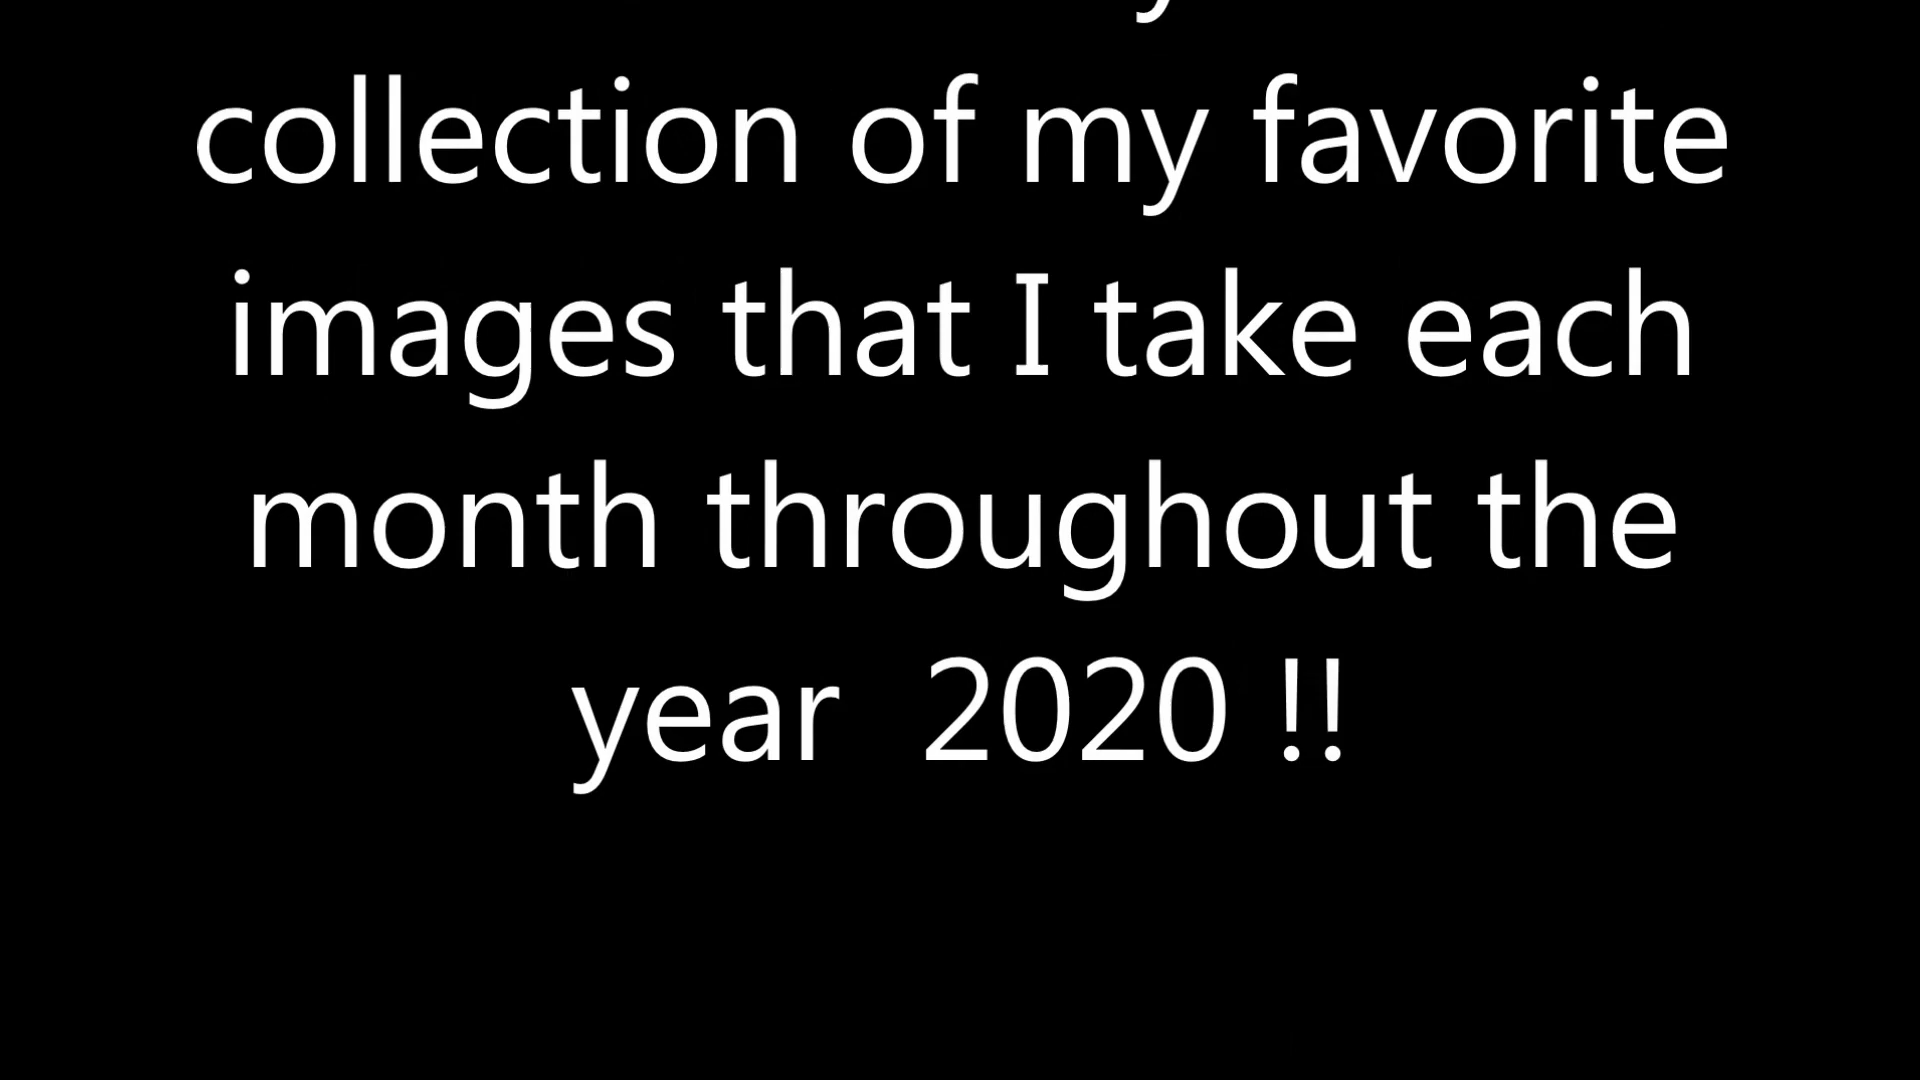 collection of my favorite
images that I take each
month throughout the
year  2020 !!